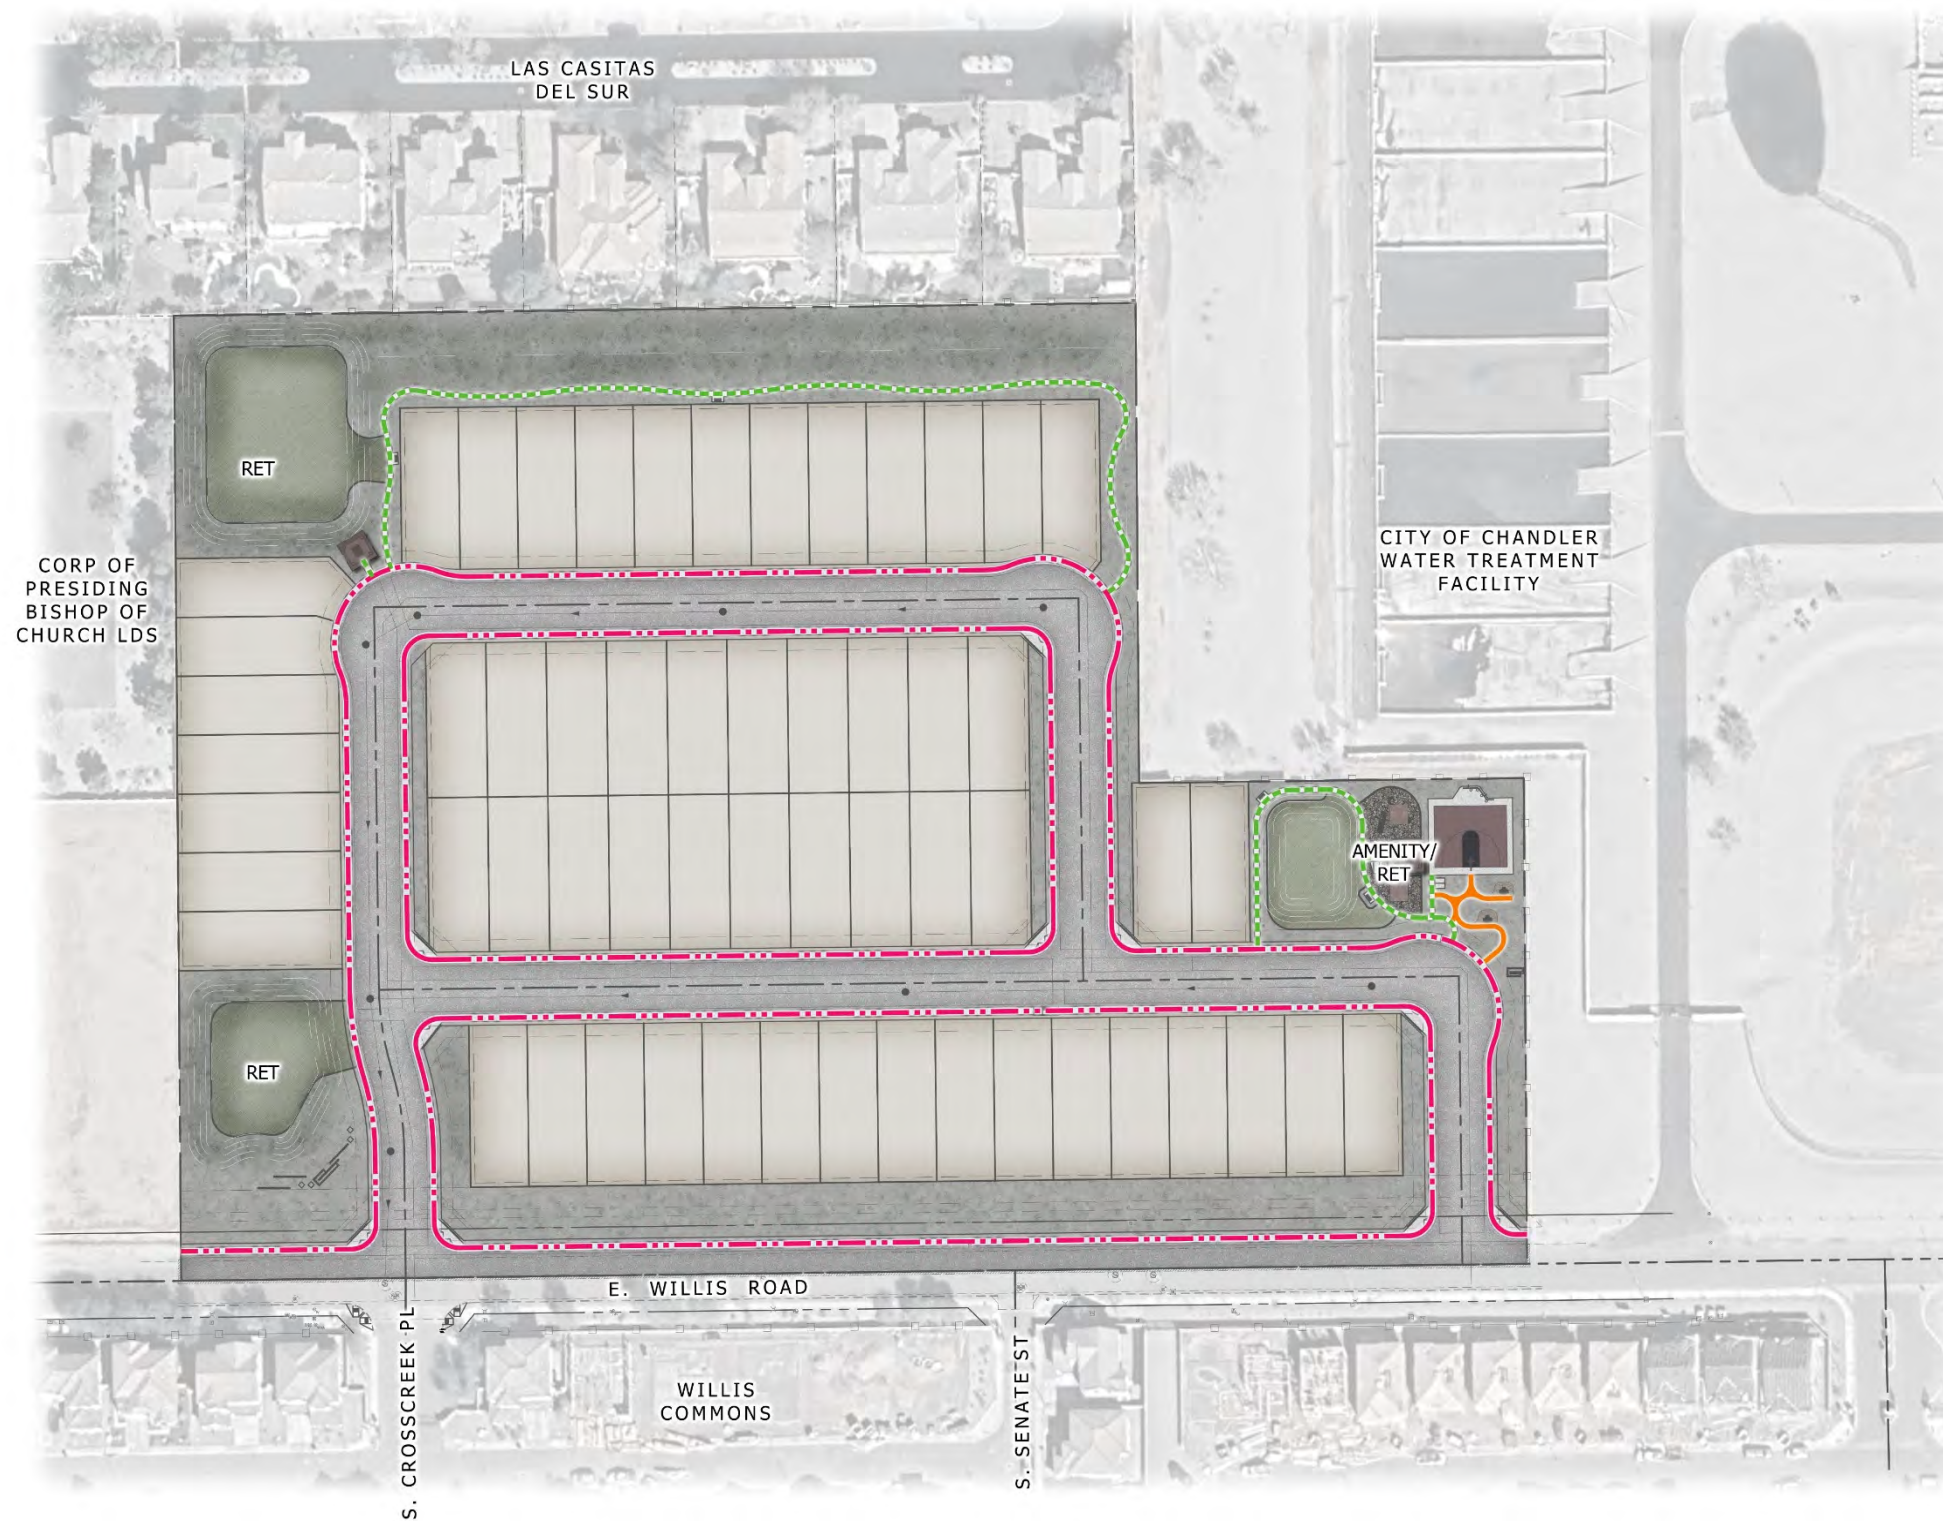 LAS CASITAS
DEL SUR
RET
CITY OF CHANDLER
WATER TREATMENT
FACILITY
CORP OF
PRESIDING
BISHOP OF
CHURCH LDS
AMENITY/
RET
RET
E. WILLIS ROAD
S. CROSSCREEK PL
S. SENATE ST
WILLIS
COMMONS